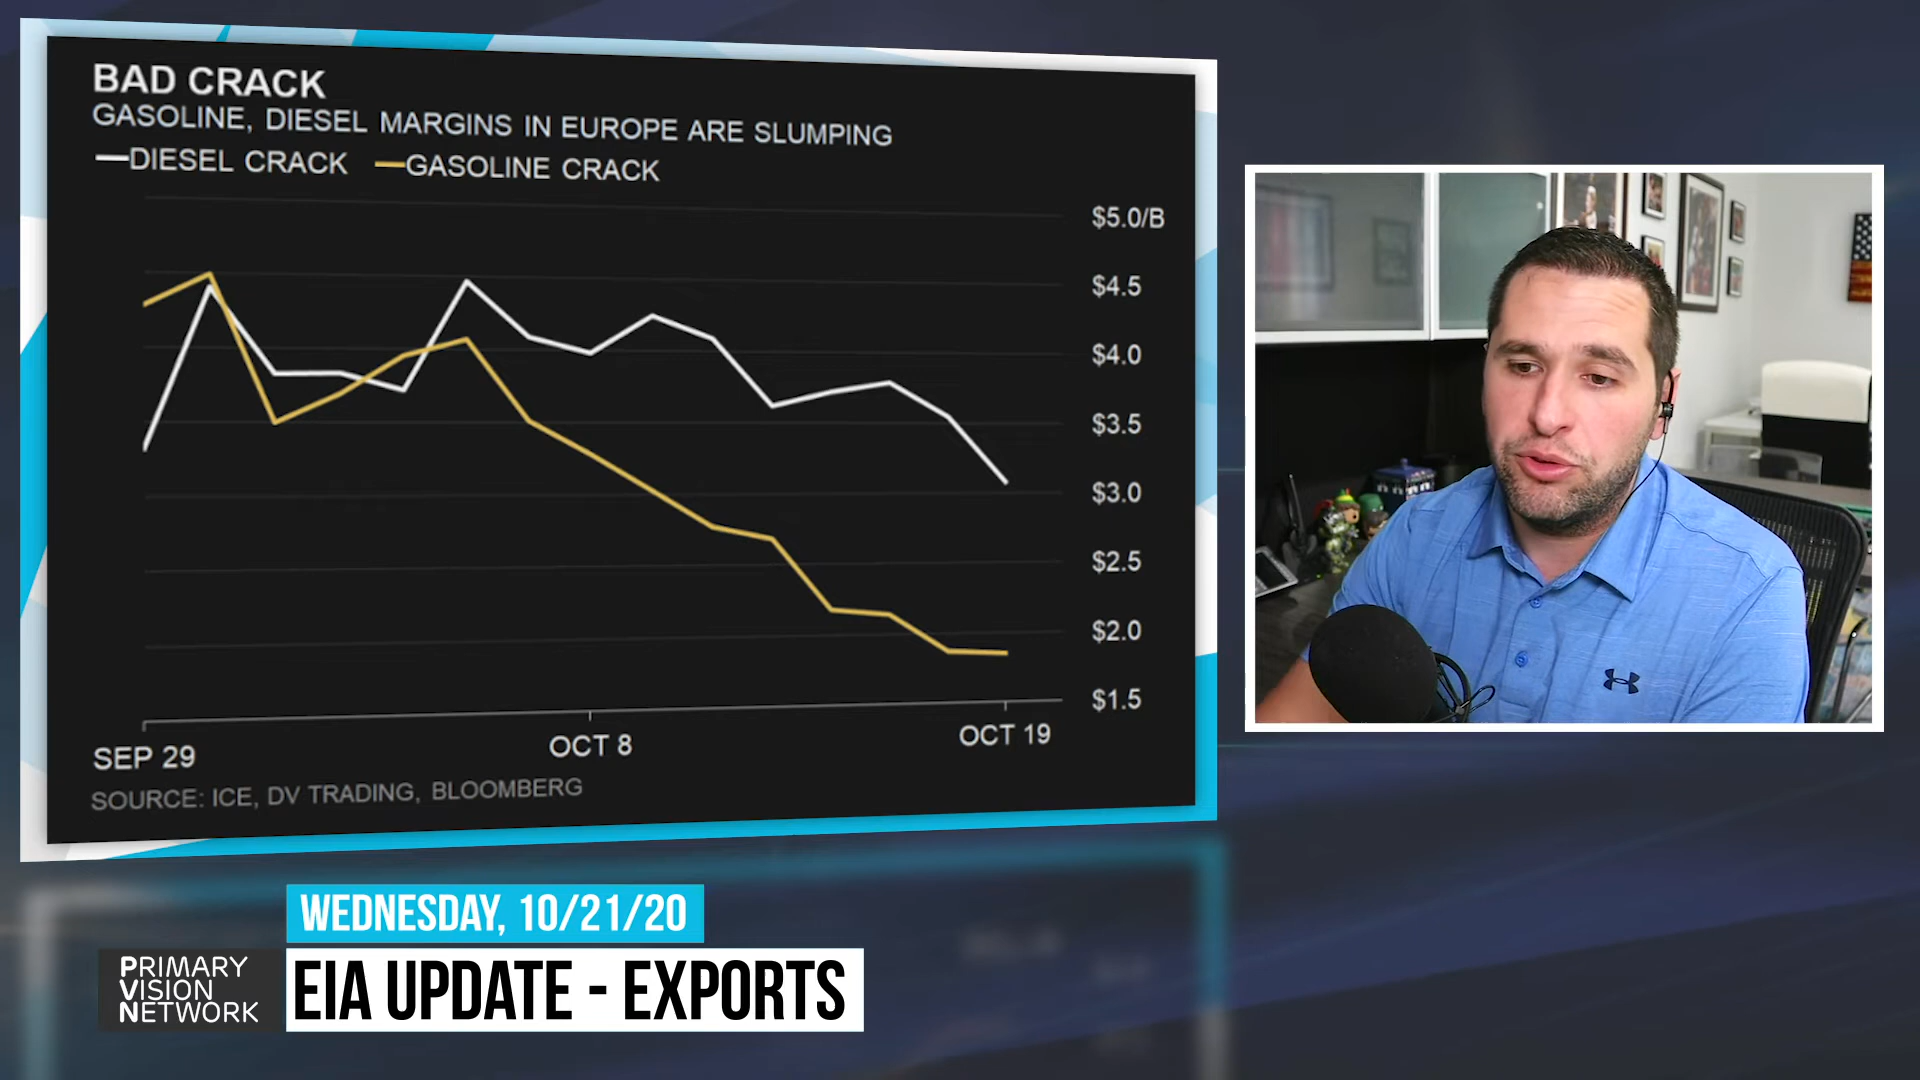 BAD CRACK
GASOLINE, DIESEL MARGINS IN EUROPE ARE SLUMPING
DIESEL CRACK GASOLINE CRACK
$5.0/B
$4.5
$4.0
$3.5
$3.0
$2.5
$2.0
$1.5
SEP 29 OCT 8 OCT 19
SOURCE: ICE, DV TRADING, BLOOMBERG
WEDNESDAY, 10/21/20
PRIMARY
VISION
NETWORK
EIA UPDATE - EXPORTS